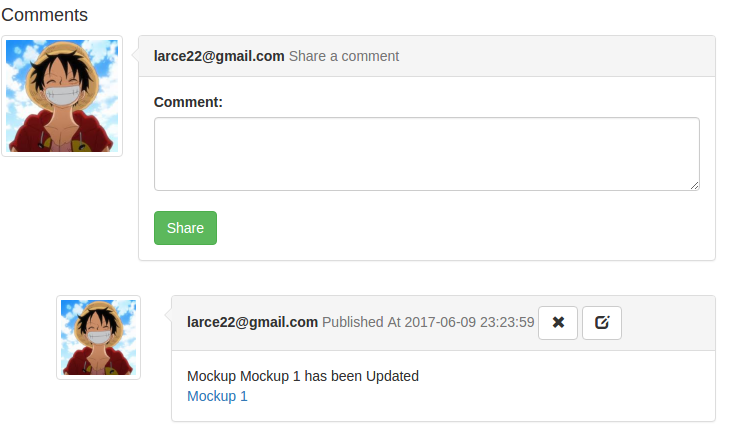 Comments
larce22@gmail.com Share a comment
Comment:
Share
larce22@gmail.com Published At 2017-06-09 23:23:59
Mockup Mockup 1 has been Updated
Mockup 1